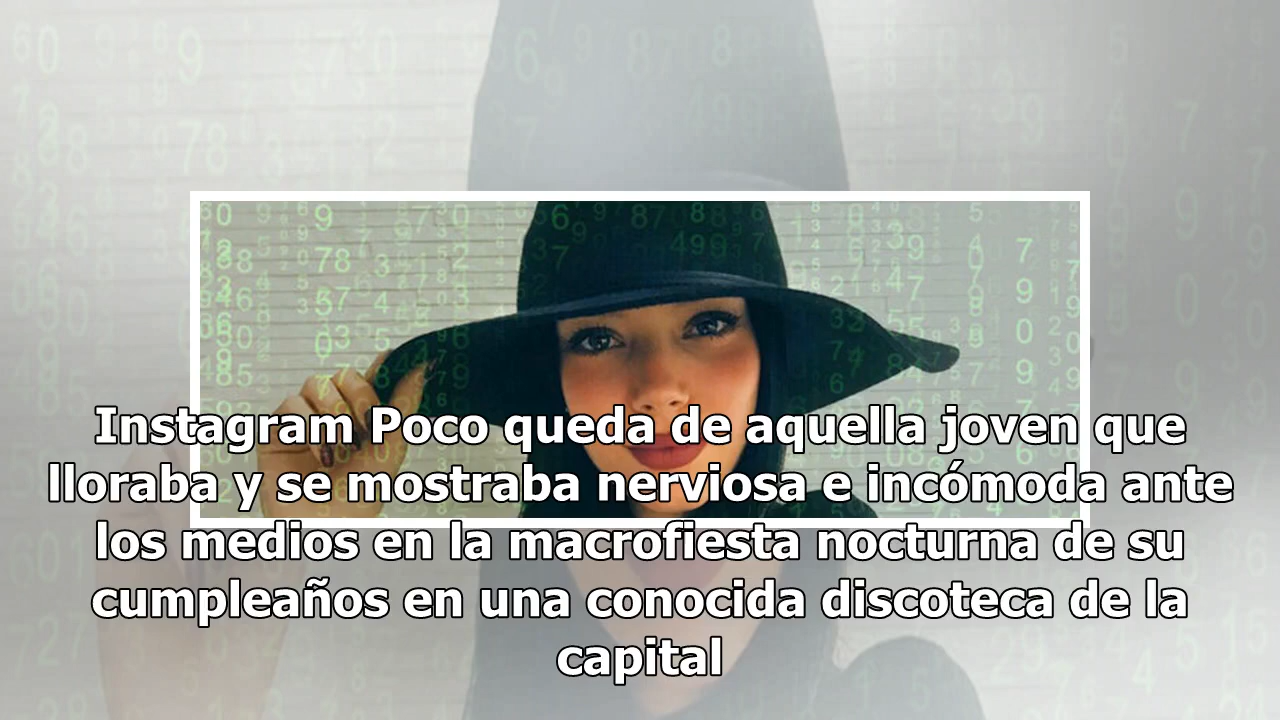 Instagram Poco queda de aquella joven que
lloraba y se mostraba nerviosa e incómoda ante
los medios en la macrofiesta nocturna de su
cumpleaños en una conocida discoteca de la
capital